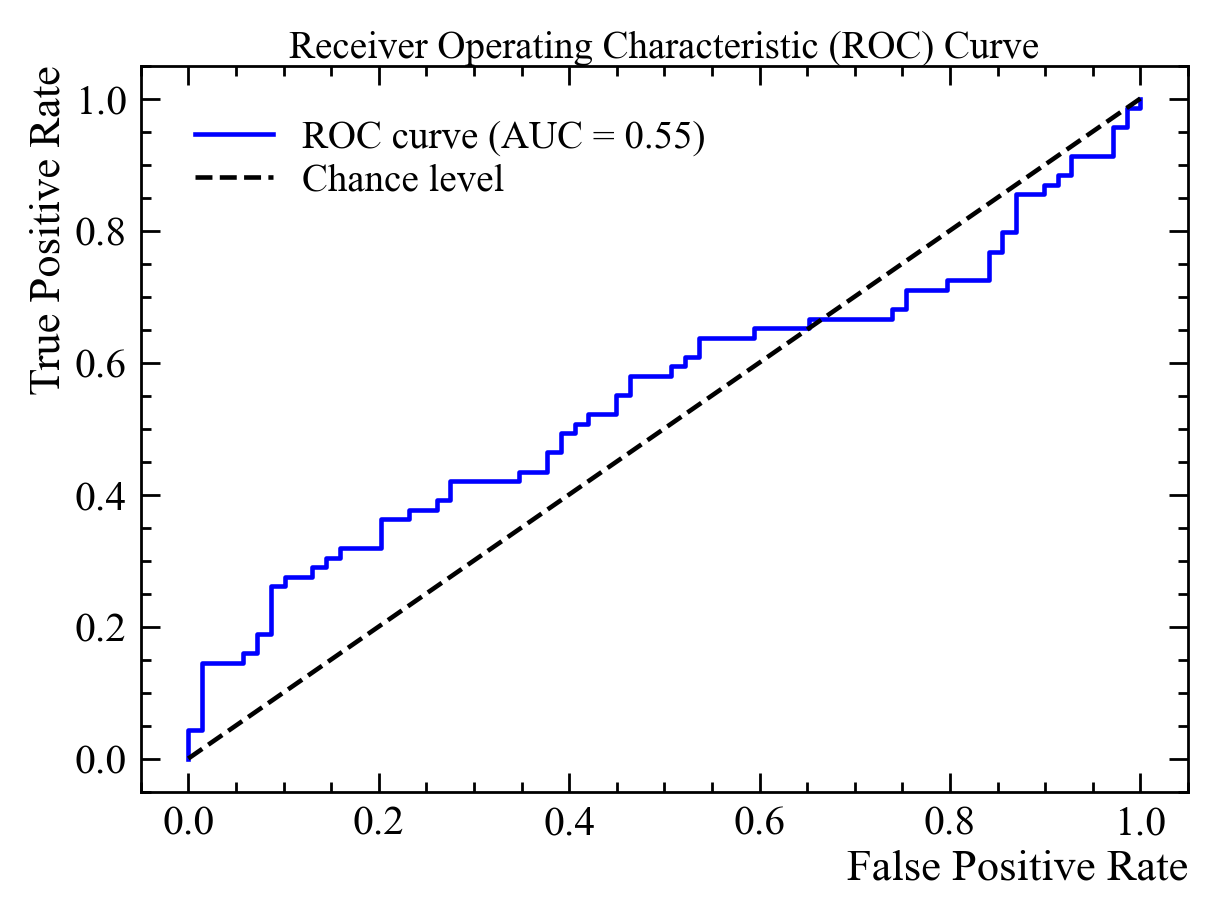 Receiver Operating Characteristic (ROC) Curve
True Positive Rate
1.0
0.8
0.6
0.4
0.2
0.0
ROC curve (AUC = 0.55)
Chance level
0.0 0.2 0.4 0.6 0.8 1.0
False Positive Rate